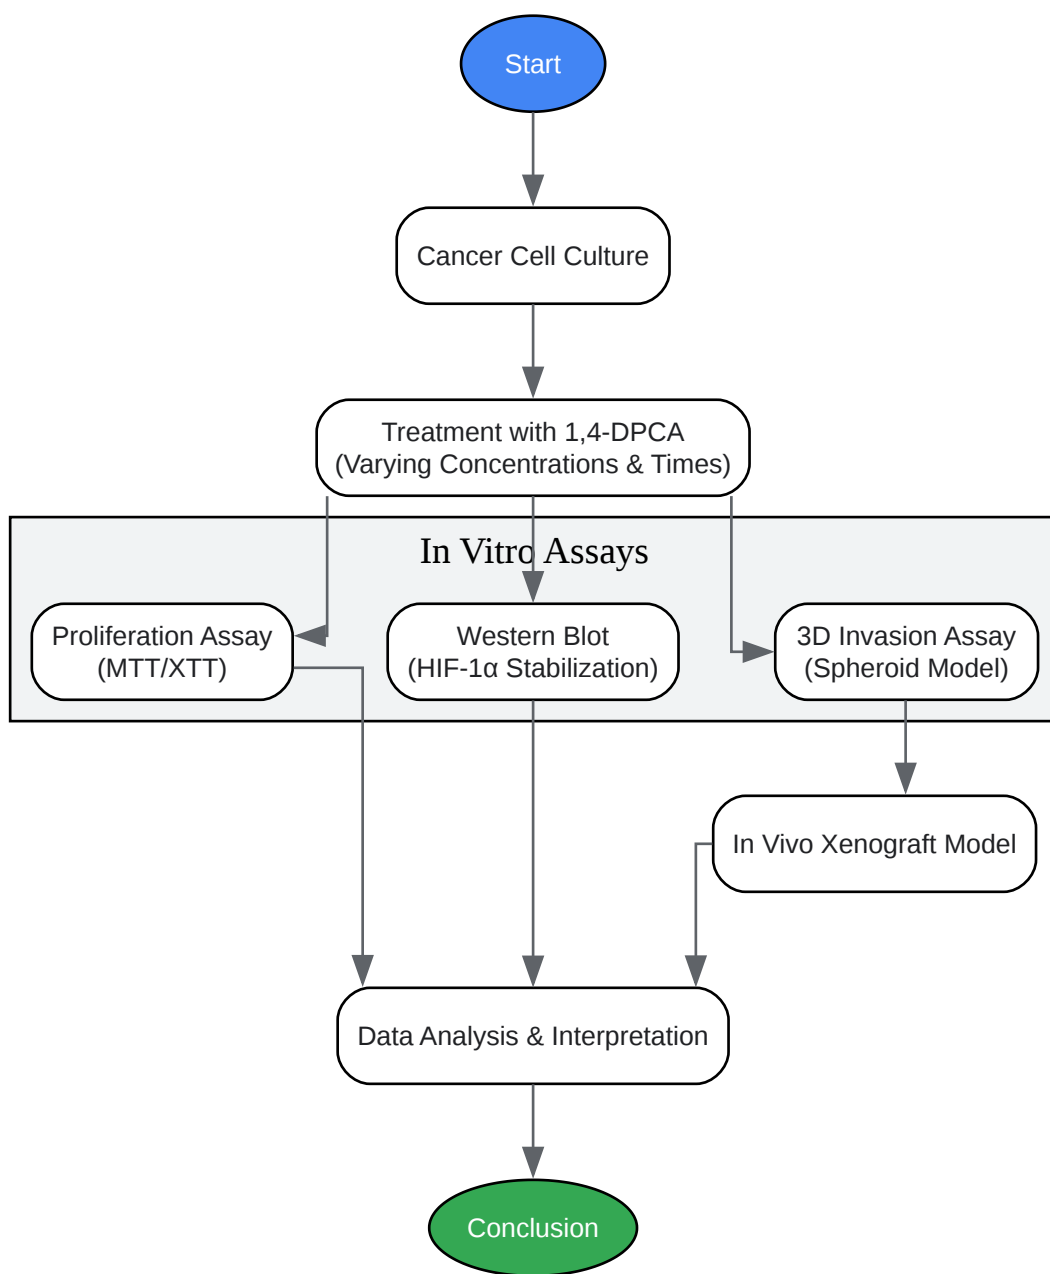 Start
Cancer Cell Culture
Treatment with 1,4-DPCA
(Varying Concentrations & Times)
In Vitro Assays
Proliferation Assay
(MTT/XTT)
Western Blot
(HIF-1α Stabilization)
3D Invasion Assay
(Spheroid Model)
In Vivo Xenograft Model
Data Analysis & Interpretation
Conclusion